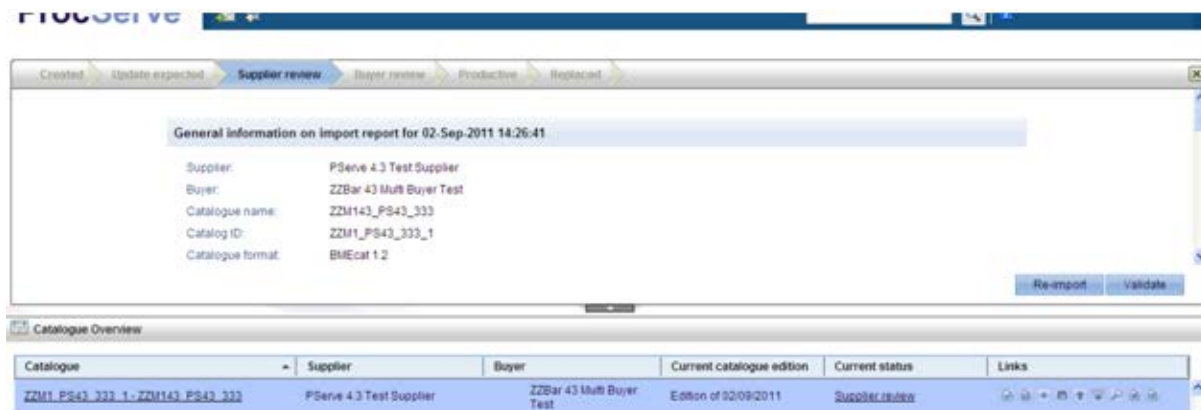 ProcServe
Created Update expected Supplier review Buyer review Productive Replaced
General information on import report for 02-Sep-2011 14:26:41
Supplier: PServe 4.3 Test Supplier
Buyer: ZZBar 43 Multi Buyer Test
Catalogue name: ZZM143_PS43_333
Catalog ID: ZZM1_PS43_333_1
Catalogue format: BMEcat 1.2
Re-import Validate
Catalogue Overview
Catalogue Supplier Buyer Current catalogue edition Current status Links
ZZM1_PS43_333_1 - ZZM143_PS43_333 PServe 4.3 Test Supplier ZZBar 43 Multi Buyer Edition of 02/09/2011 Supplier review
Test